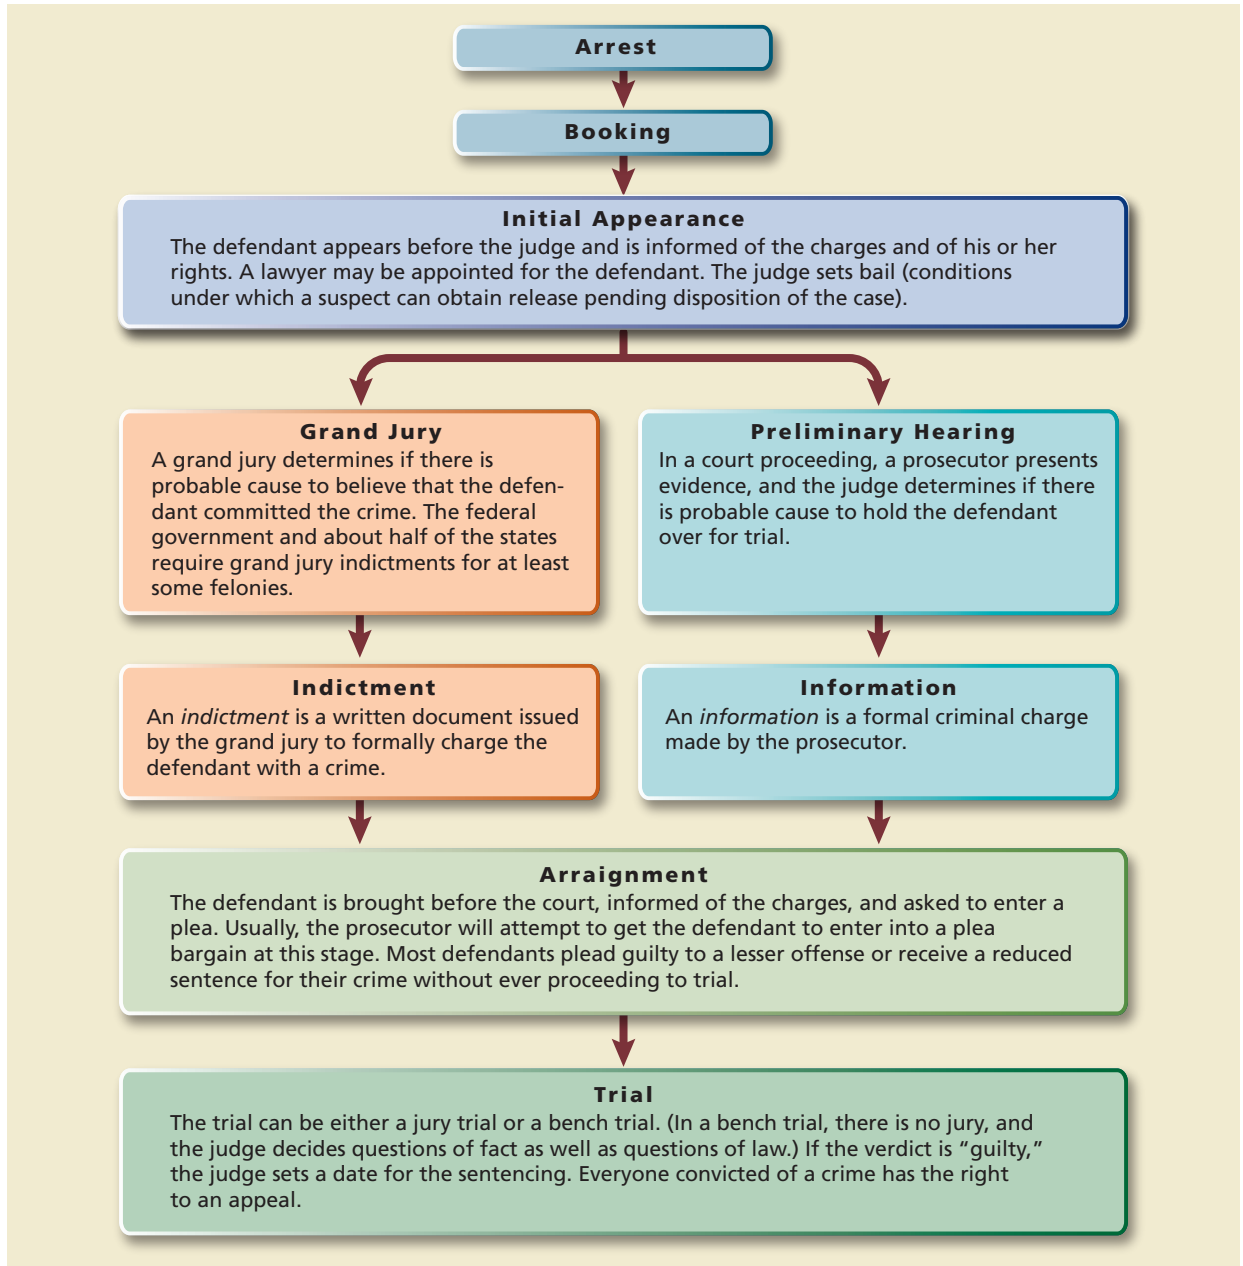 Arrest
Booking
Initial Appearance
The defendant appears before the judge and is informed of the charges and of his or her
rights. A lawyer may be appointed for the defendant. The judge sets bail (conditions
under which a suspect can obtain release pending disposition of the case).
Grand Jury
A grand jury determines if there is
probable cause to believe that the defen-
dant committed the crime. The federal
government and about half of the states
require grand jury indictments for at least
some felonies.
Preliminary Hearing
In a court proceeding, a prosecutor presents
evidence, and the judge determines if there
is probable cause to hold the defendant
over for trial.
Indictment
An indictment is a written document issued
by the grand jury to formally charge the
defendant with a crime.
Information
An information is a formal criminal charge
made by the prosecutor.
Arraignment
The defendant is brought before the court, informed of the charges, and asked to enter a
plea. Usually, the prosecutor will attempt to get the defendant to enter into a plea
bargain at this stage. Most defendants plead guilty to a lesser offense or receive a reduced
sentence for their crime without ever proceeding to trial.
Trial
The trial can be either a jury trial or a bench trial. (In a bench trial, there is no jury, and
the judge decides questions of fact as well as questions of law.) If the verdict is “guilty,”
the judge sets a date for the sentencing. Everyone convicted of a crime has the right
to an appeal.